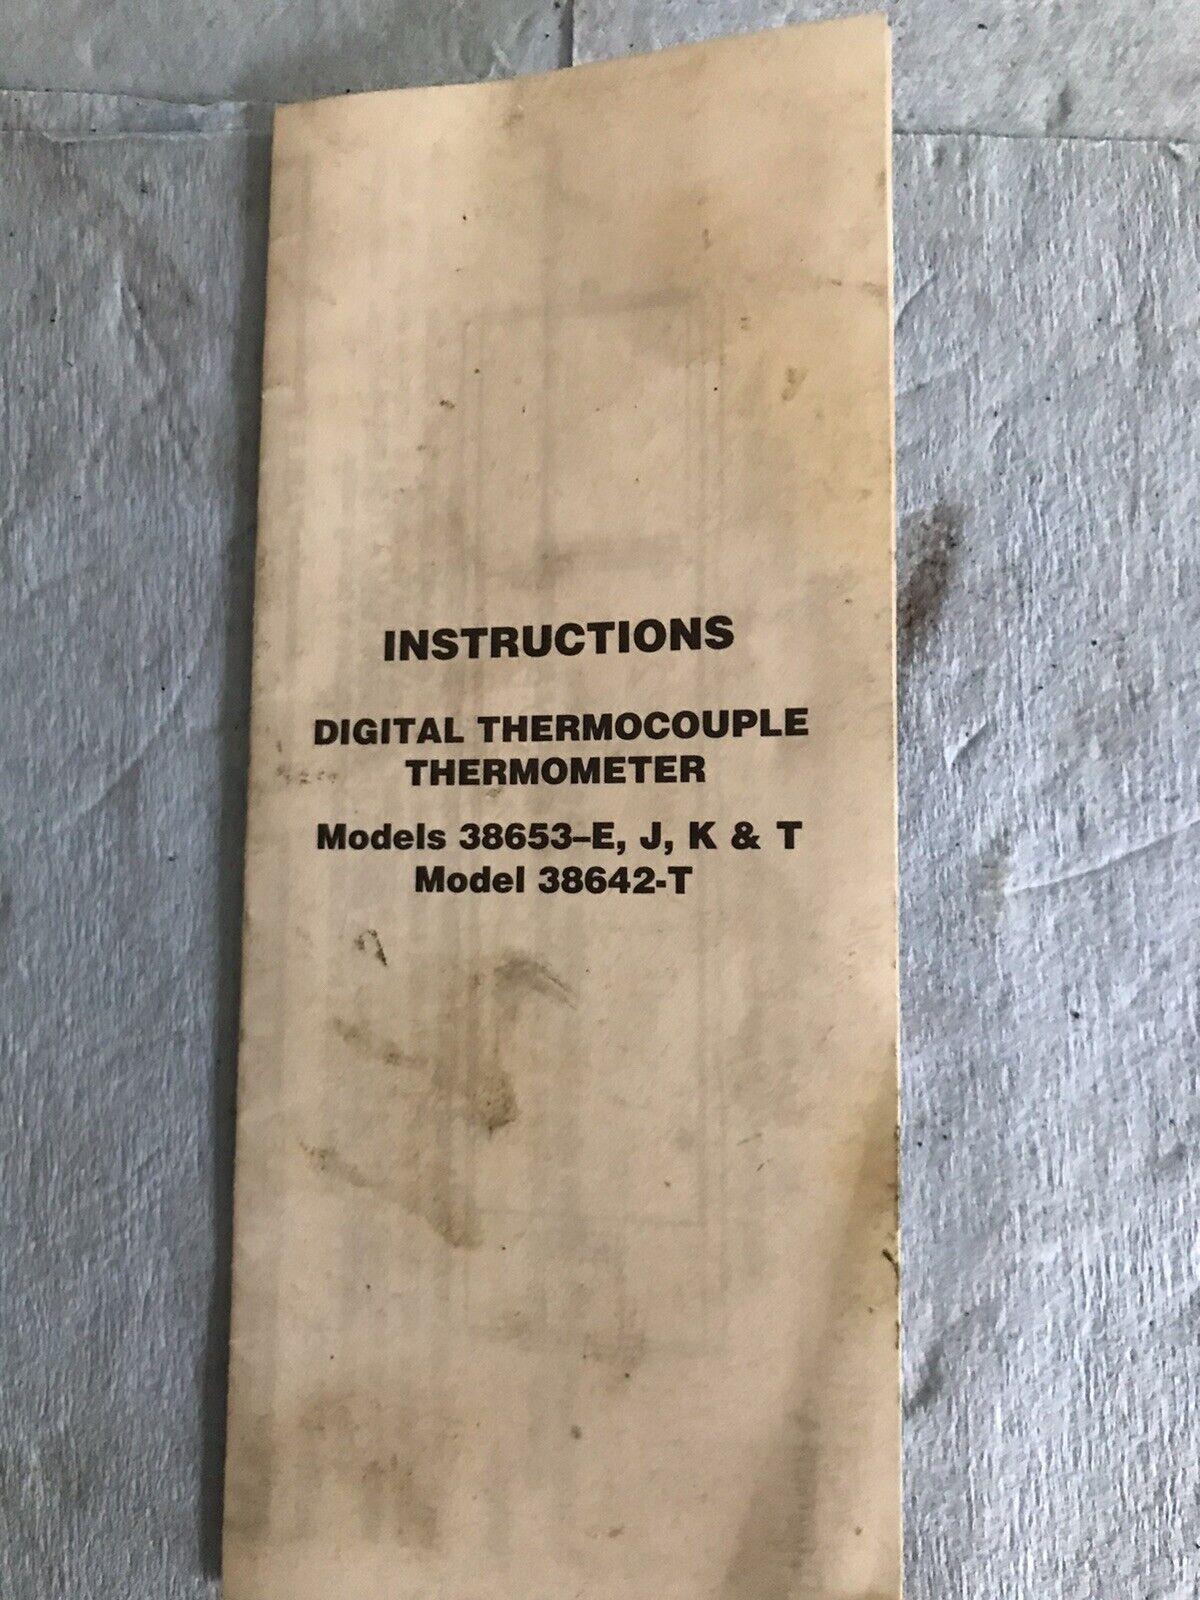 INSTRUCTIONS
DIGITAL THERMOCOUPLE
THERMOMETER
Models 38653–E, J, K & T
Model 38642-T